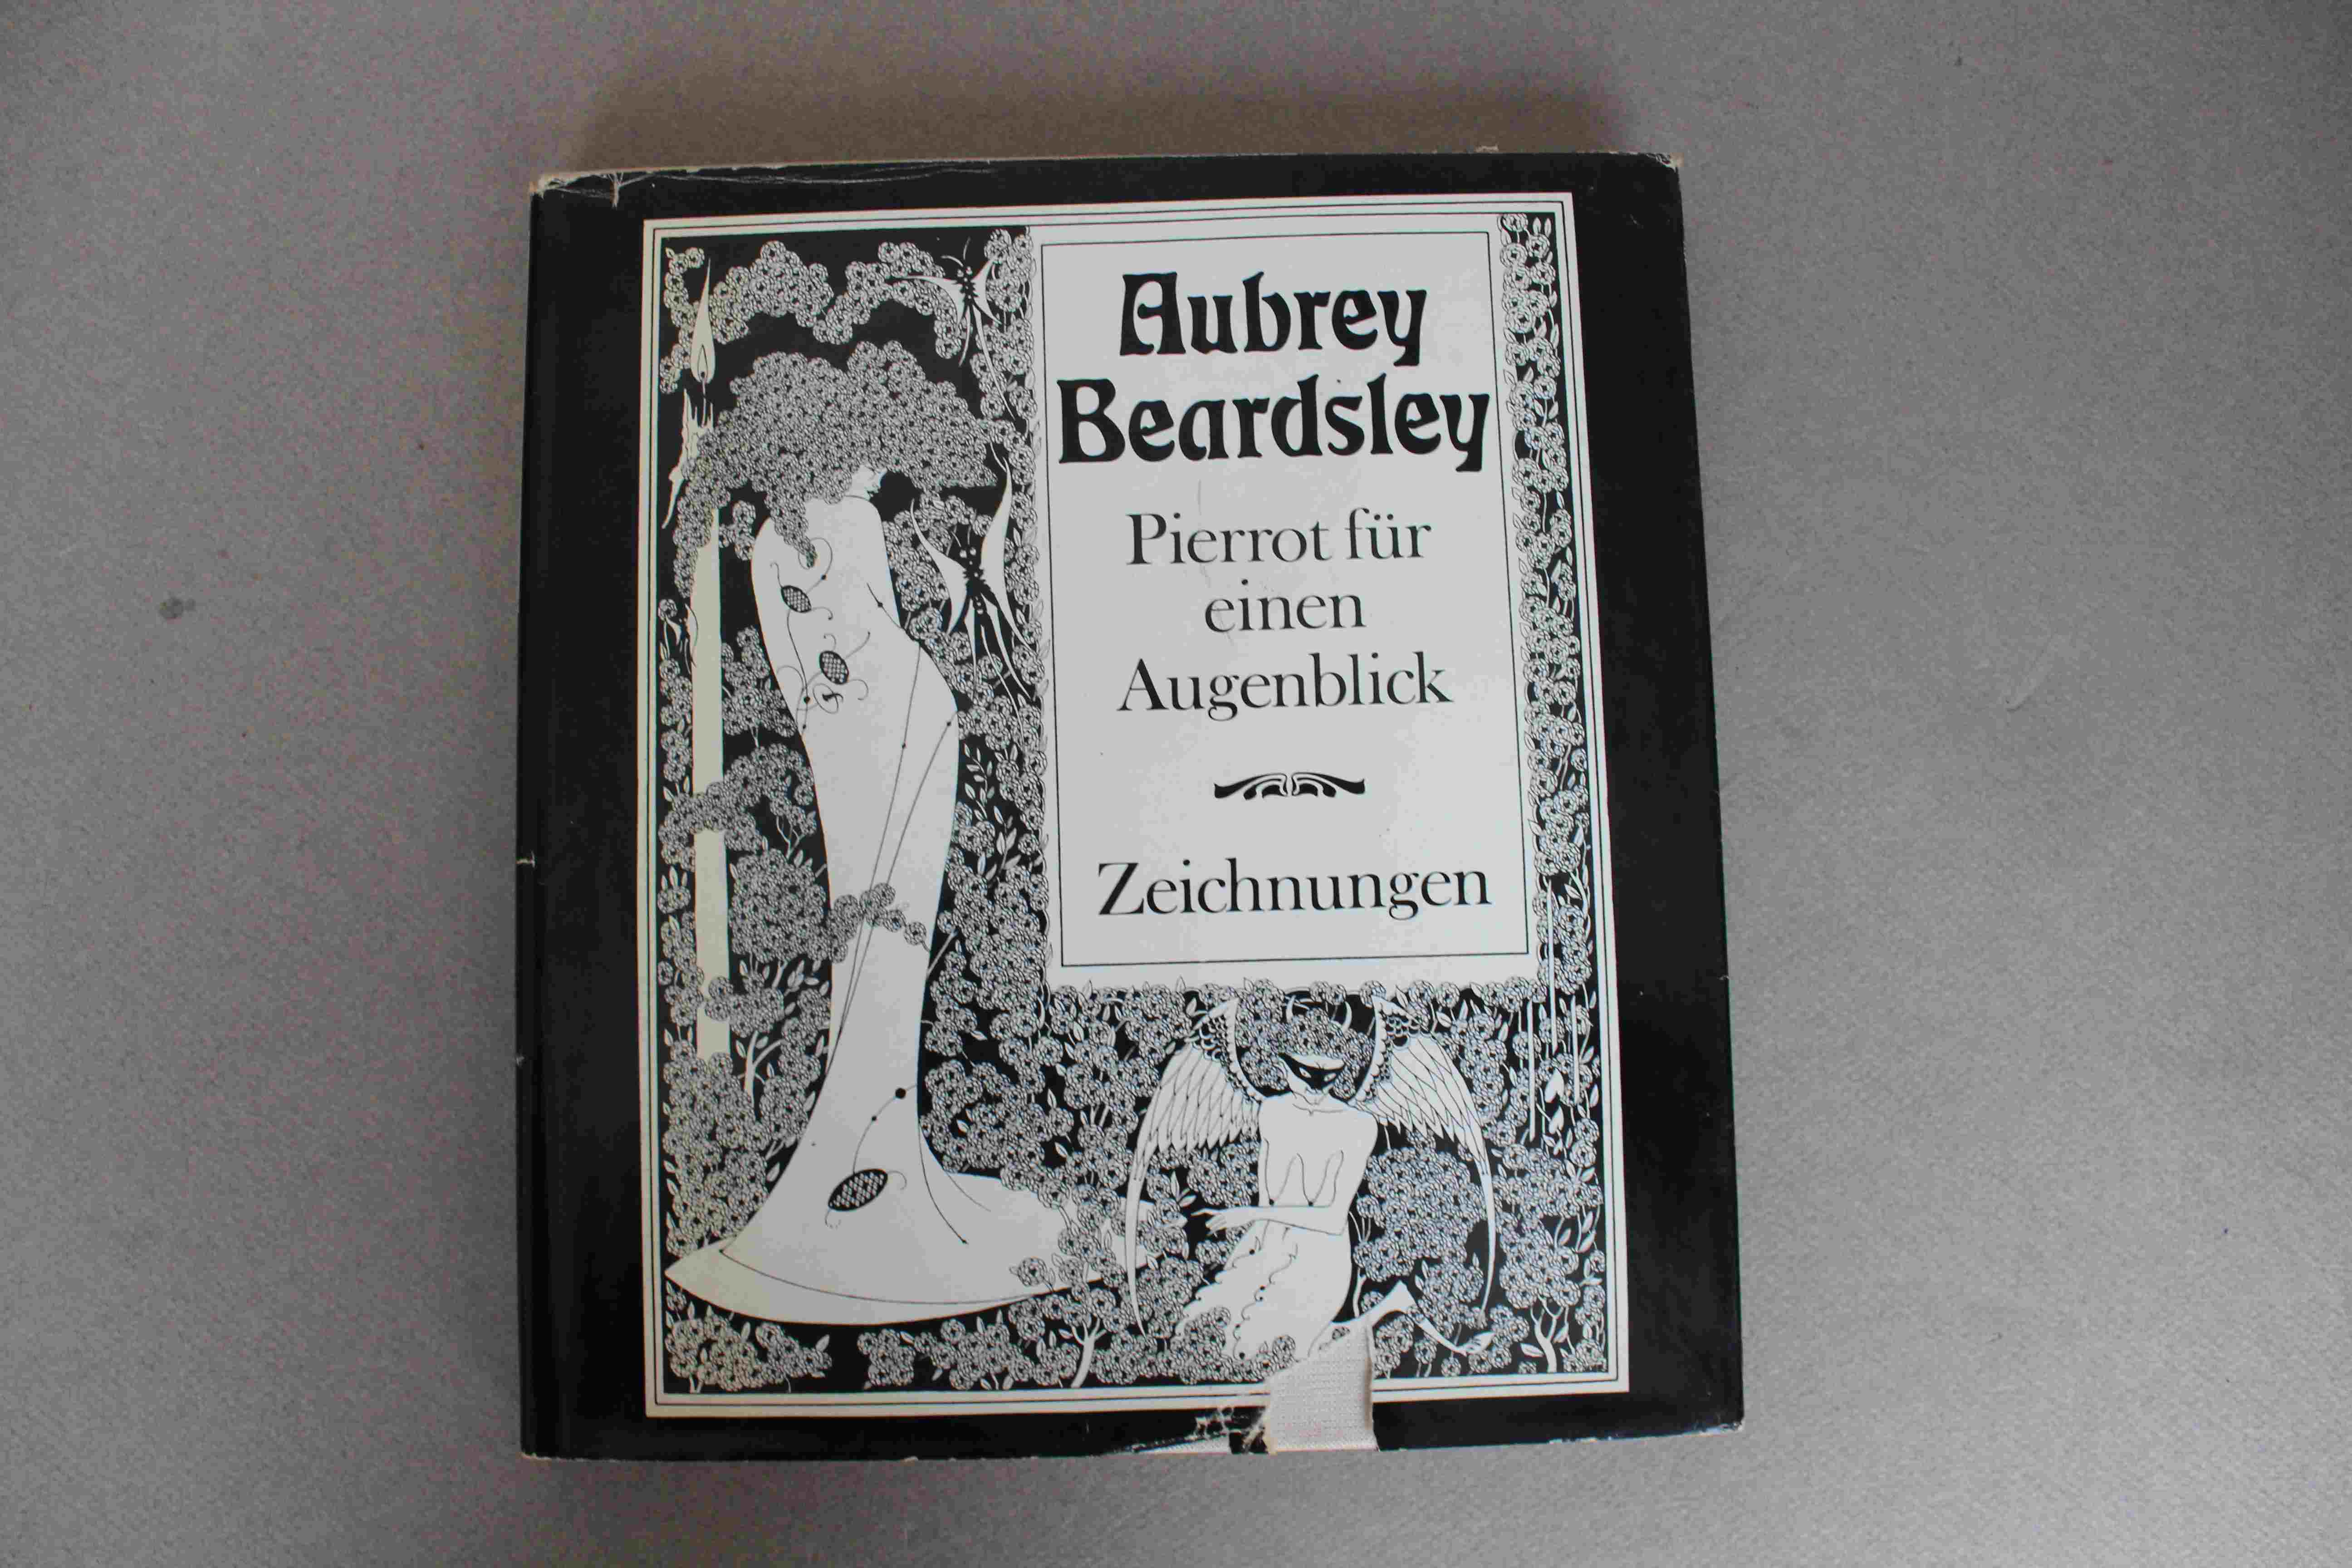 Aubrey
Beardsley
Pierrot für
einen
Augenblick
Zeichnungen